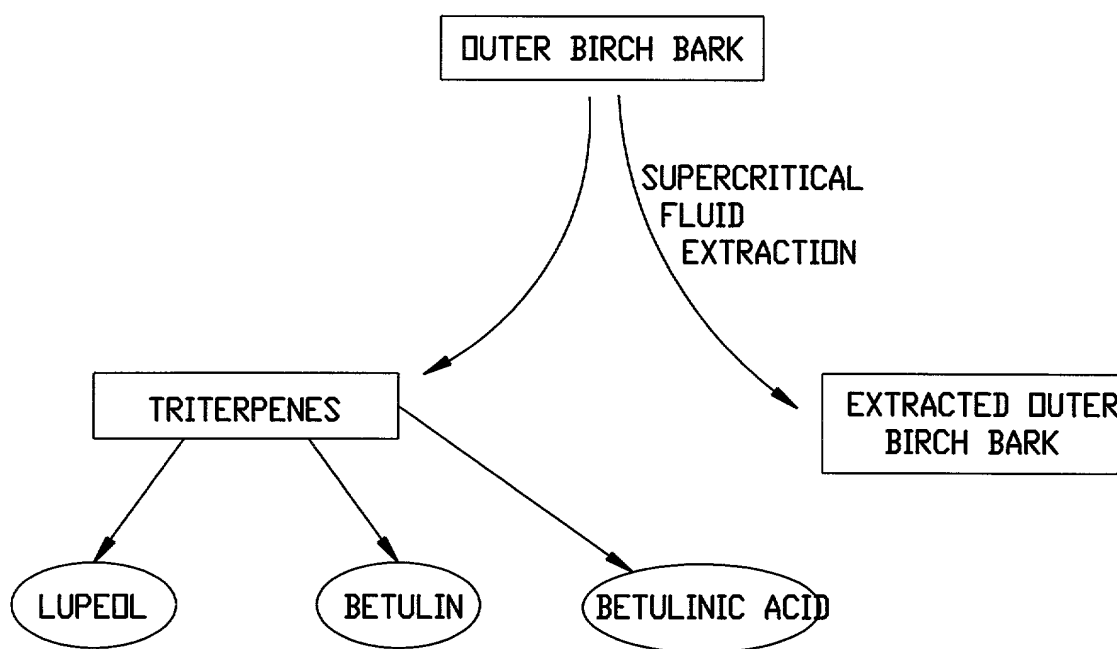 OUTER BIRCH BARK
SUPERCRITICAL
FLUID
EXTRACTION
TRITERPENES
EXTRACTED OUTER
BIRCH BARK
LUPEOL
BETULIN
BETULINIC ACID